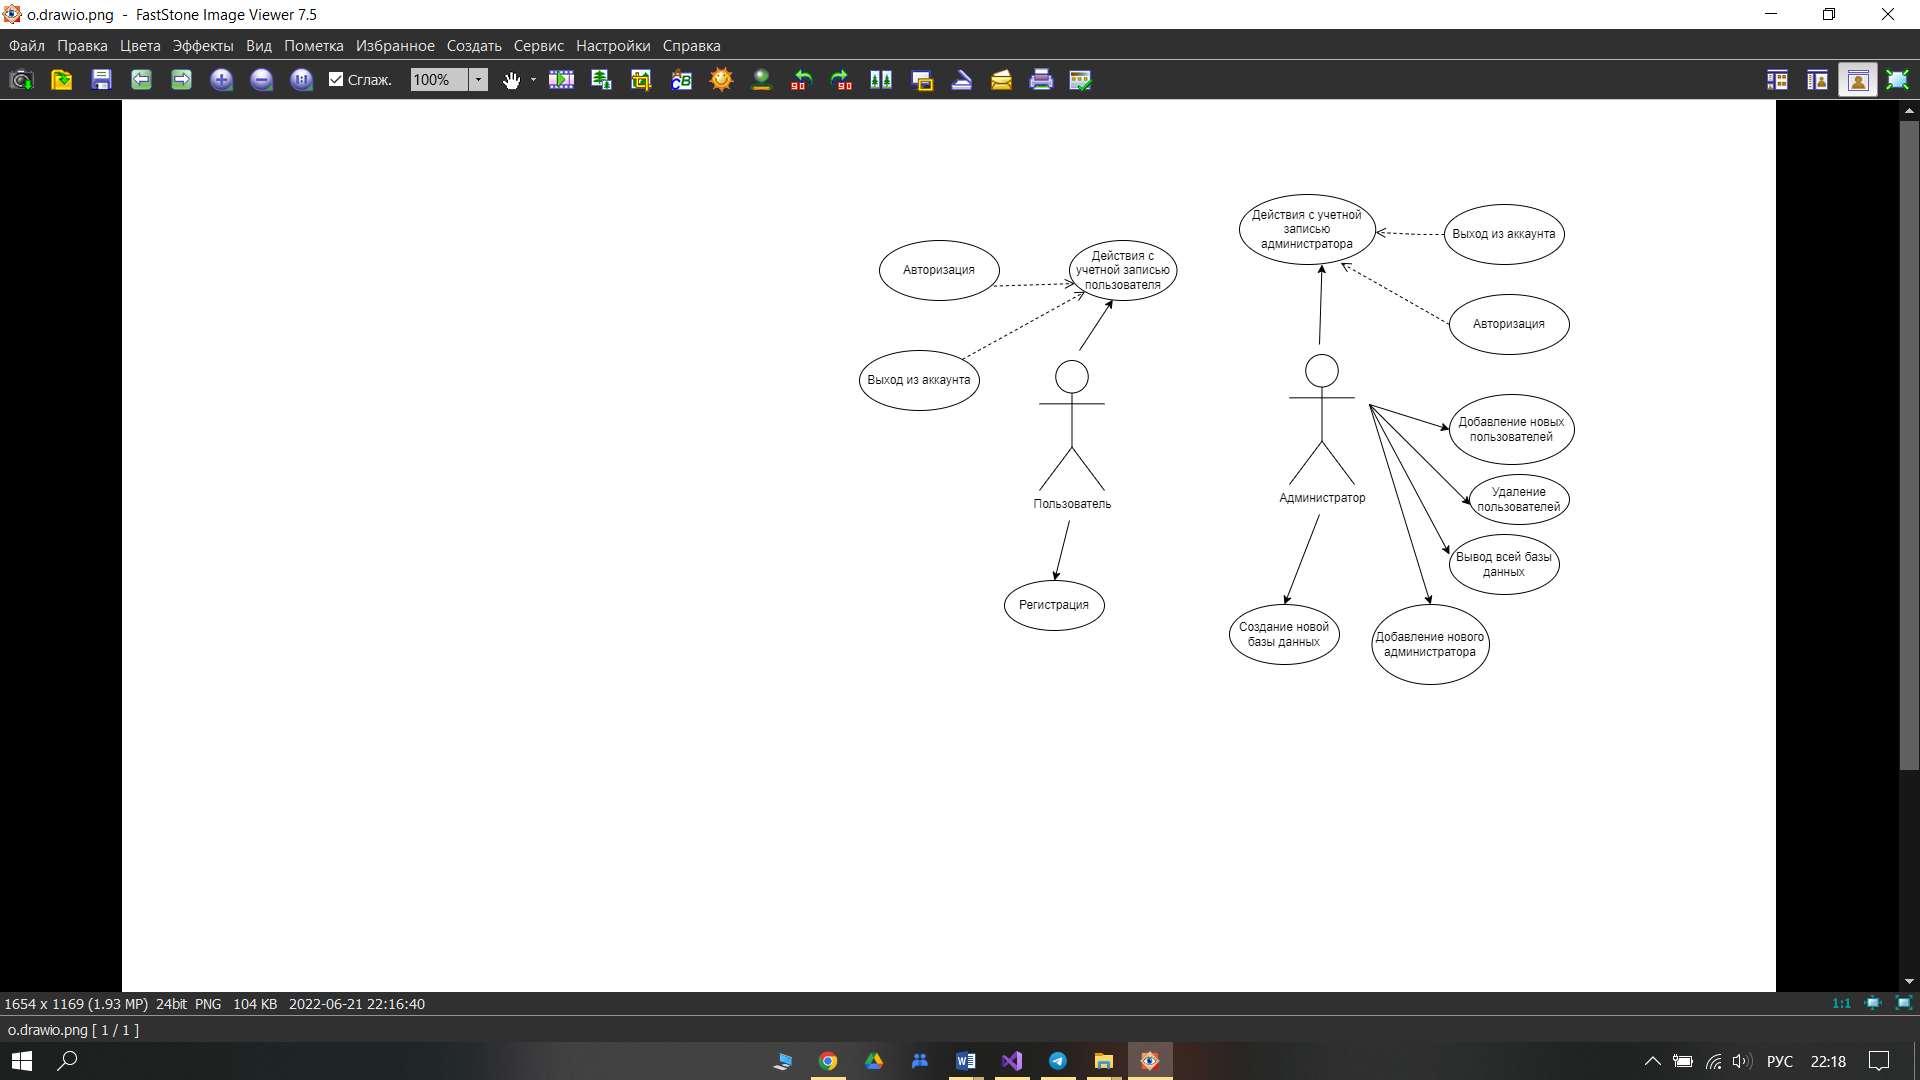 o.drawio.png - FastStone Image Viewer 7.5
Файл Правка Цвета Эффекты Вид Пометка Избранное Создать Сервис Настройки Справка
Сглаж. 100%
Действия с учетной
записью
администратора
Выход из аккаунта
Авторизация
Действия с
учетной записью
пользователя
Авторизация
Выход из аккаунта
Добавление новых
пользователей
Удаление
пользователей
Пользователь
Администратор
Вывод всей базы
данных
Регистрация
Создание новой
базы данных
Добавление нового
администратора
1654 x 1169 (1.93 MP) 24bit PNG 104 KB 2022-06-21 22:16:40
1:1
o.drawio.png [ 1 / 1 ]
РУС 22:18